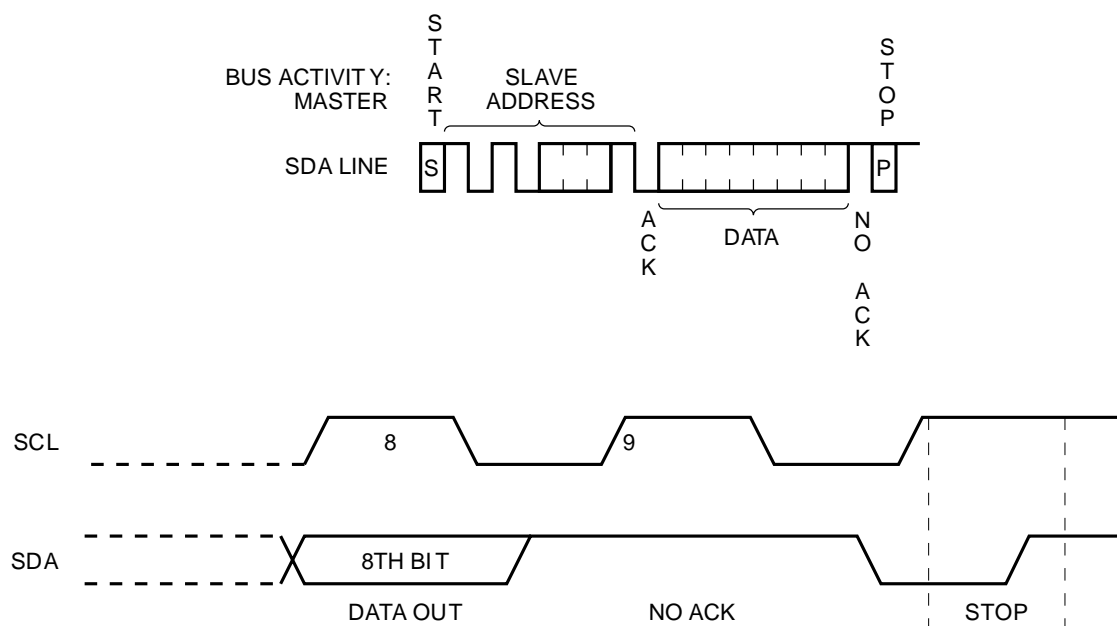 START
STOP
BUS ACTIVITY:
MASTER
SLAVE
ADDRESS
SDA LINE
S
P
ACK
DATA
NO ACK
SCL
8
9
SDA
8TH BIT
DATA OUT
NO ACK
STOP